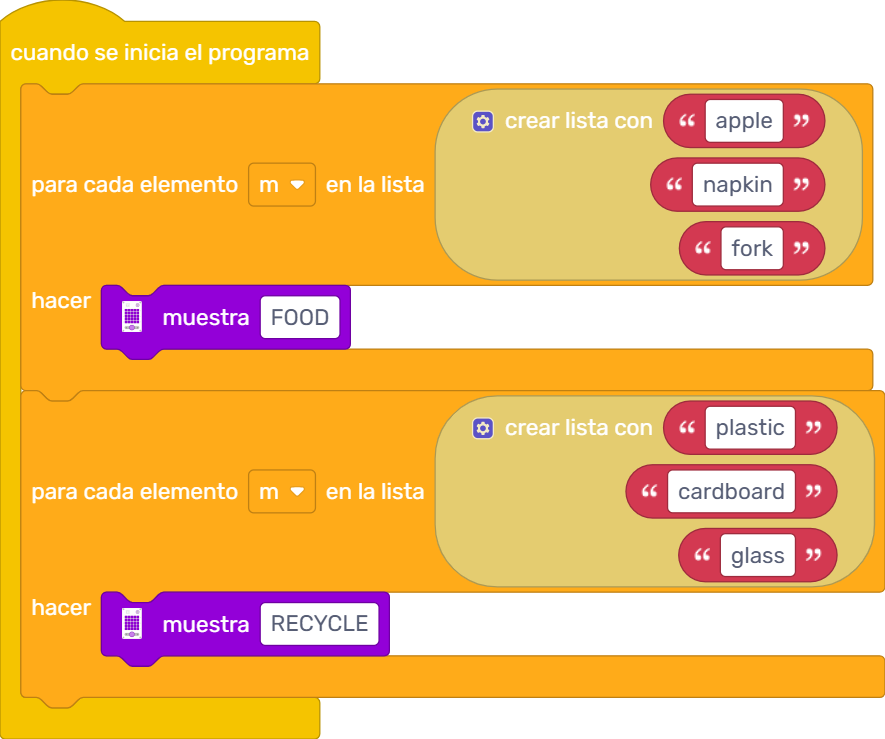 cuando se inicia el programa
crear lista con “ apple ”
para cada elemento m en la lista “ napkin ”
“ fork ”
hacer muestra FOOD
crear lista con “ plastic ”
para cada elemento m en la lista “ cardboard ”
“ glass ”
hacer muestra RECYCLE